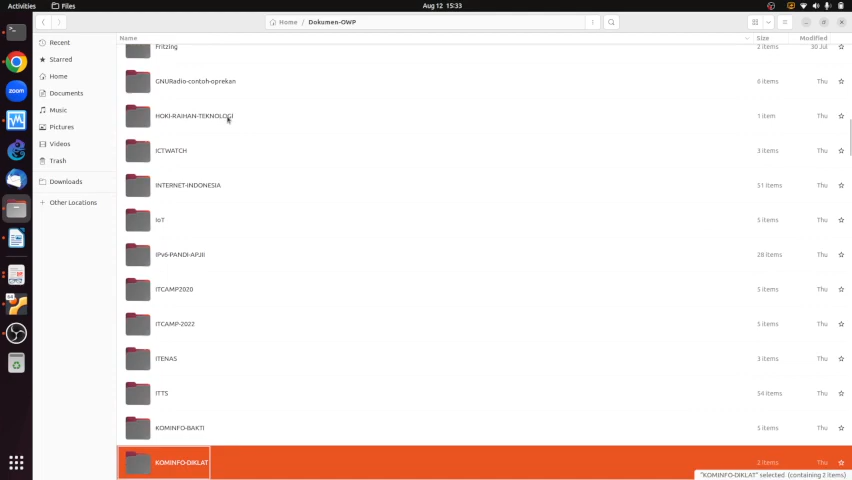 Activities Files Aug 12 15:33
Home / Dokumen-OWP
Name Size Modified
Recent
Starred
Home
Documents
Music
Pictures
Videos
Trash
Downloads
+ Other Locations
zoom
Fritzing 2 items 30 Jul
GNURadio-contoh-oprekan 6 items Thu
HOKI-RAIHAN-TEKNOLOGI 1 item Thu
ICTWATCH 3 items Thu
INTERNET-INDONESIA 51 items Thu
IoT 5 items Thu
IPv6-PANDI-APJII 28 items Thu
ITCAMP2020 5 items Thu
ITCAMP-2022 5 items Thu
ITENAS 3 items Thu
ITTS 54 items Thu
KOMINFO-BAKTI 5 items Thu
KOMINFO-DIKLAT 2 items Thu
"KOMINFO-DIKLAT" selected (containing 2 items)